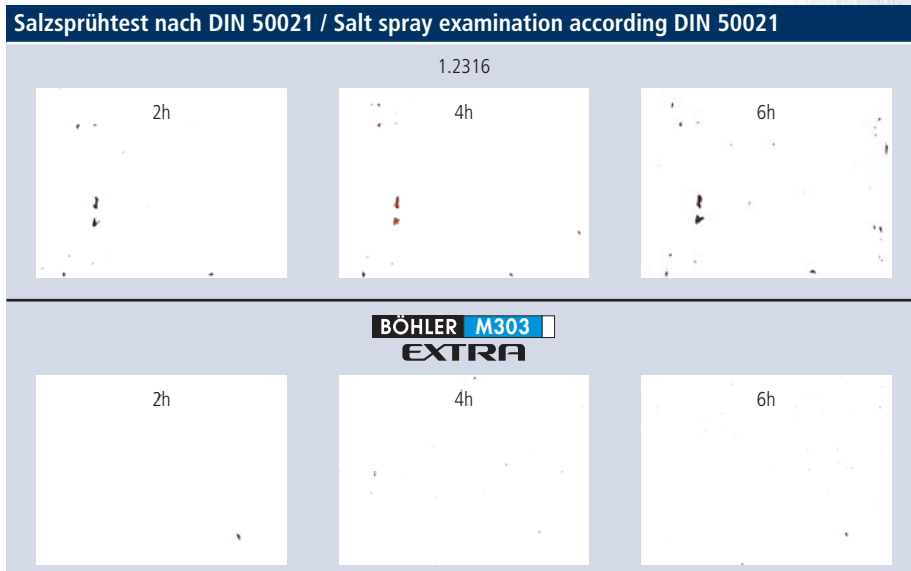 Salzsprühtest nach DIN 50021 / Salt spray examination according DIN 50021
1.2316
2h 4h 6h
BÖHLER M303
EXTRA
2h 4h 6h